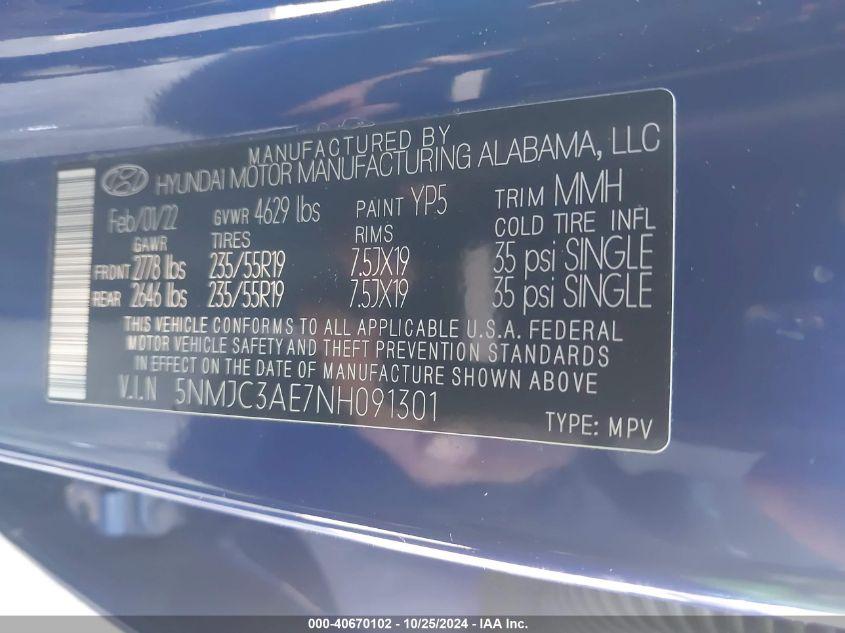 MANUFACTURED BY
HYUNDAI MOTOR MANUFACTURING ALABAMA, LLC
Feb/01/22 GVWR 4629 lbs PAINT YP5 TRIM MMH
GAWR TIRES RIMS COLD TIRE INFL
FRONT 2778 lbs 235/55R19 7.5JX19 35 psi SINGLE
REAR 2646 lbs 235/55R19 7.5JX19 35 psi SINGLE
THIS VEHICLE CONFORMS TO ALL APPLICABLE U.S.A. FEDERAL
MOTOR VEHICLE SAFETY AND THEFT PREVENTION STANDARDS
IN EFFECT ON THE DATE OF MANUFACTURE SHOWN ABOVE
V.I.N 5NMJC3AE7NH091301
TYPE: MPV
000-40670102 - 10/25/2024 - IAA Inc.